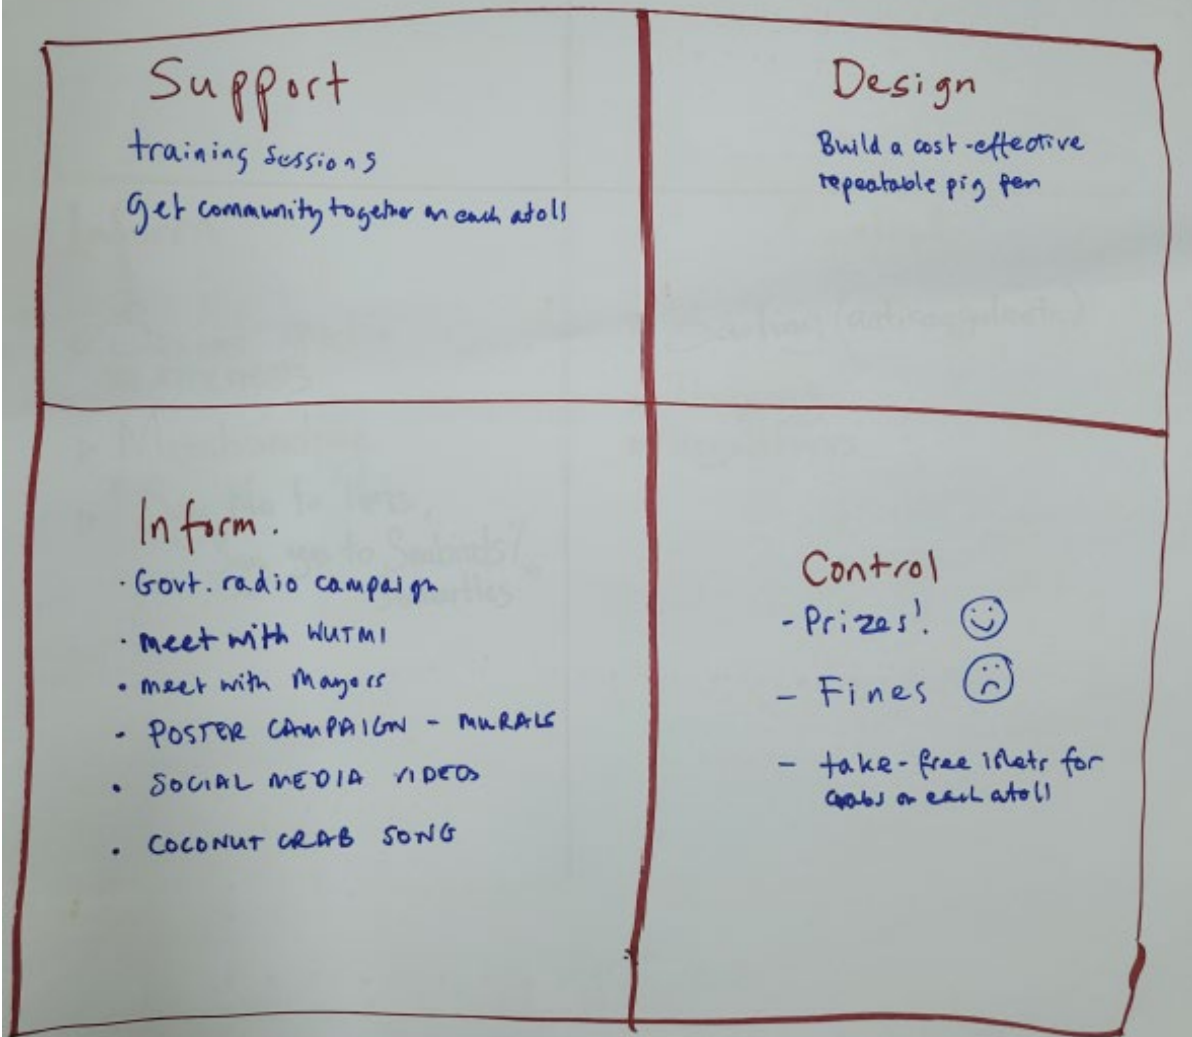 Support
training sessions
Get community together on each atoll
Design
Build a cost-effective
repeatable pig pen
Inform.
· Govt. radio campaign
· meet with WUTMI
· meet with Mayors
· POSTER CAMPAIGN - MURALS
· SOCIAL MEDIA VIDEOS
· COCONUT CRAB SONG
Control
- Prizes!
- Fines
- take-free islets for
crabs on each atoll